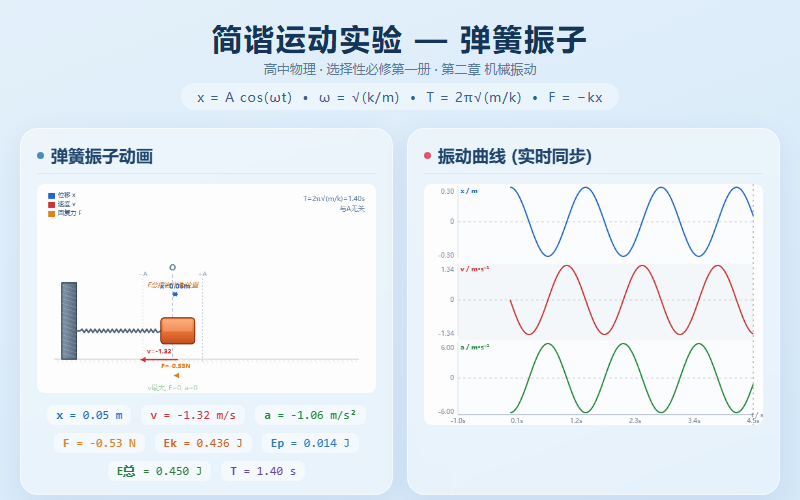 简谐运动实验 — 弹簧振子
高中物理 · 选择性必修第一册 · 第二章 机械振动
x = A cos(ωt) • ω = √(k/m) • T = 2π√(m/k) • F = −kx
弹簧振子动画
位移 x
速度 v
回复力 F
T=2π√(m/k)=1.40s
与A无关
O
-A
v=-1.32
F=-0.53N
v最大, F=0, a=0
x = 0.05 m
v = -1.32 m/s
a = -1.06 m/s²
F = -0.53 N
Ek = 0.436 J
Ep = 0.014 J
E总 = 0.450 J
T = 1.40 s
振动曲线 (实时同步)
0.30
x / m
0
-0.30
1.34
v / m·s⁻¹
0
-1.34
6.00
a / m·s⁻²
0
-6.00
-1.0s
0.1s
1.2s
2.3s
3.4s
4.5s
t / s